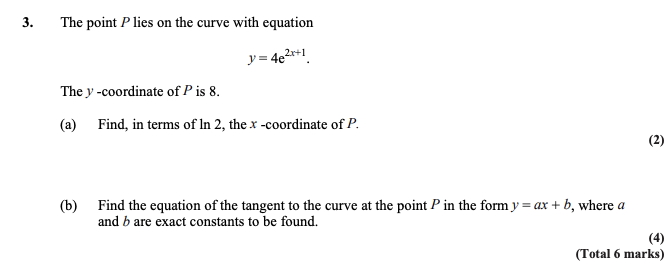 3. The point P lies on the curve with equation
y = 4e^{2x+1}.
The y -coordinate of P is 8.
(a) Find, in terms of ln 2, the x -coordinate of P.
(2)
(b) Find the equation of the tangent to the curve at the point P in the form y = ax + b, where a
and b are exact constants to be found.
(4)
(Total 6 marks)